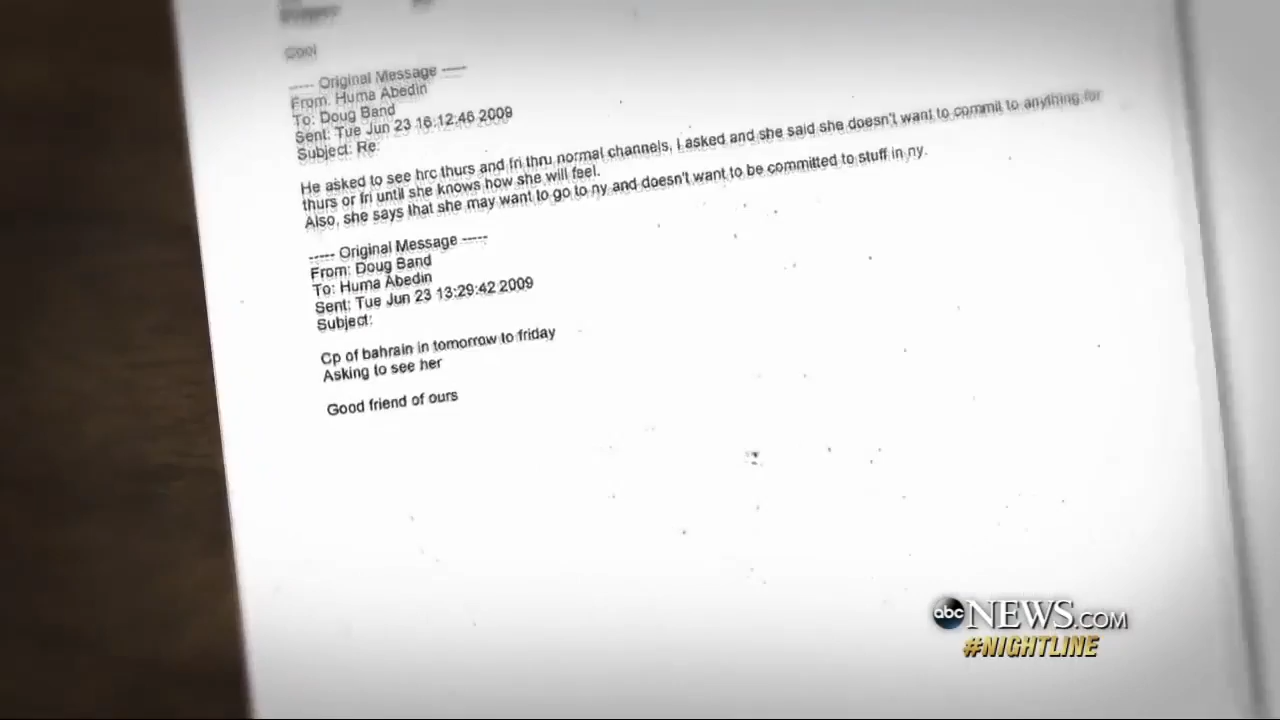 Cool
----- Original Message -----
From: Huma Abedin
To: Doug Band
Sent: Tue Jun 23 16:12:46 2009
Subject: Re:
He asked to see hrc thurs and fri thru normal channels, I asked and she said she doesn't want to commit to anything for
thurs or fri until she knows how she will feel.
Also, she says that she may want to go to ny and doesn't want to be committed to stuff in ny.
----- Original Message -----
From: Doug Band
To: Huma Abedin
Sent: Tue Jun 23 13:29:42 2009
Subject:
Cp of bahrain in tomorrow to friday
Asking to see her
Good friend of ours
abc NEWS.COM
#NIGHTLINE